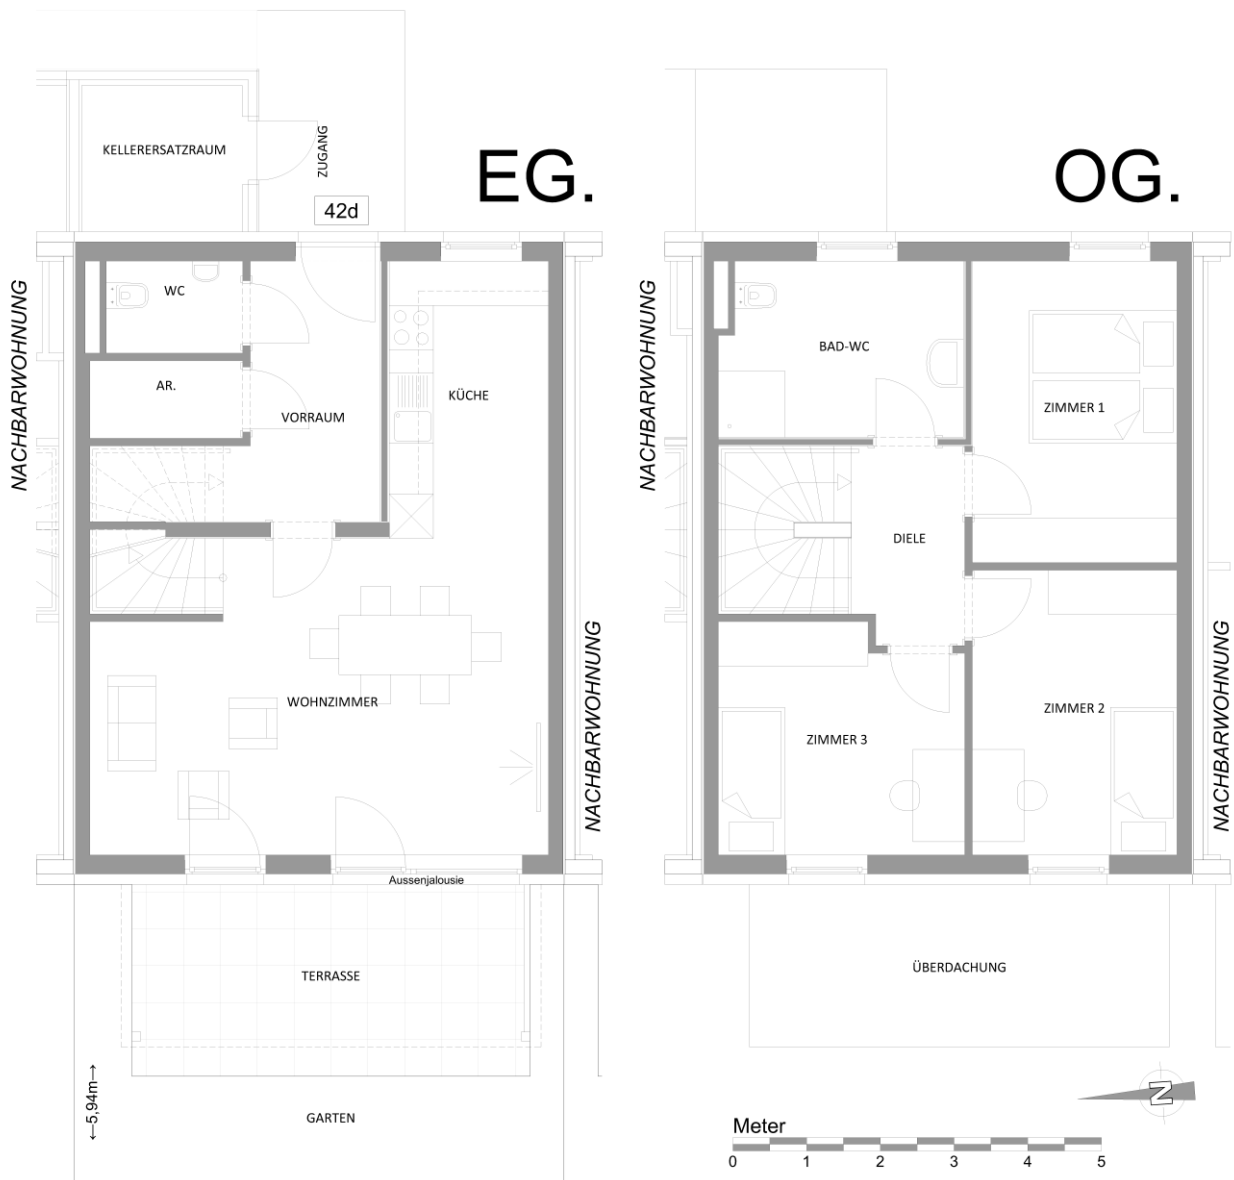 KELLERERSATZRAUM
ZUGANG
42d
EG.
OG.
NACHBARWOHNUNG
WC
AR.
VORRAUM
KÜCHE
WOHNZIMMER
NACHBARWOHNUNG
Aussenjalousie
TERRASSE
←5,94m→
GARTEN
NACHBARWOHNUNG
BAD-WC
ZIMMER 1
DIELE
ZIMMER 3
ZIMMER 2
NACHBARWOHNUNG
ÜBERDACHUNG
N
Meter
0 1 2 3 4 5